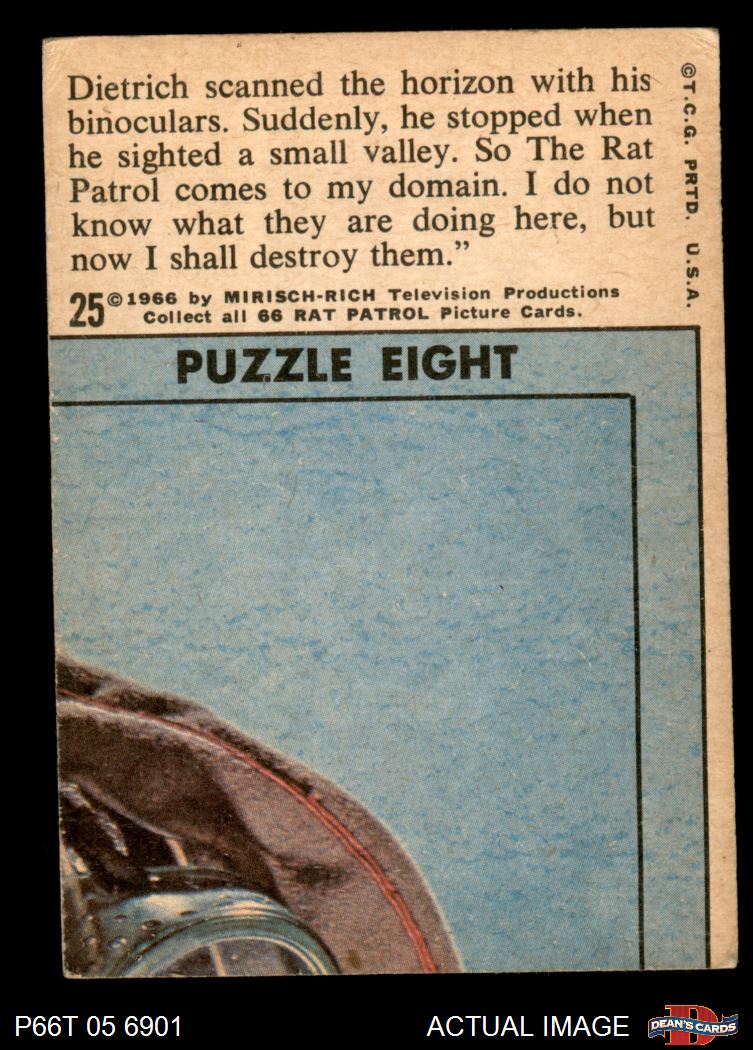 Dietrich scanned the horizon with his
binoculars. Suddenly, he stopped when
he sighted a small valley. So The Rat
Patrol comes to my domain. I do not
know what they are doing here, but
now I shall destroy them.”
25 ©1966 by MIRISCH-RICH Television Productions
Collect all 66 RAT PATROL Picture Cards.
©T.C.G. PRTD. U.S.A.
PUZZLE EIGHT
P66T 05 6901
ACTUAL IMAGE
D
DEAN'S CARDS